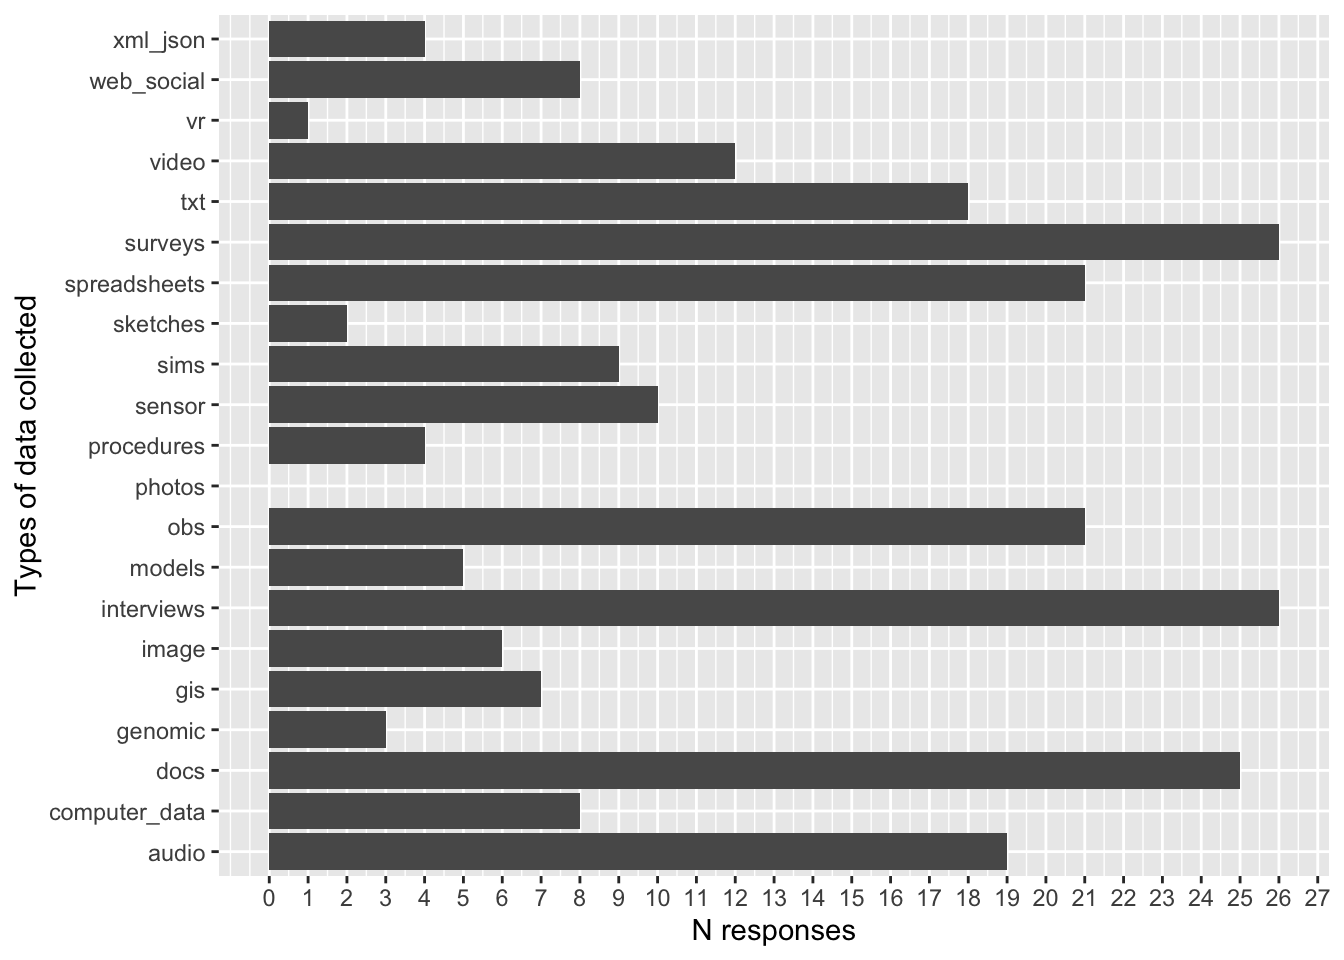 Types of data collected
xml_json
web_social
vr
video
txt
surveys
spreadsheets
sketches
sims
sensor
procedures
photos
obs
models
interviews
image
gis
genomic
docs
computer_data
audio
0 1 2 3 4 5 6 7 8 9 10 11 12 13 14 15 16 17 18 19 20 21 22 23 24 25 26 27
N responses